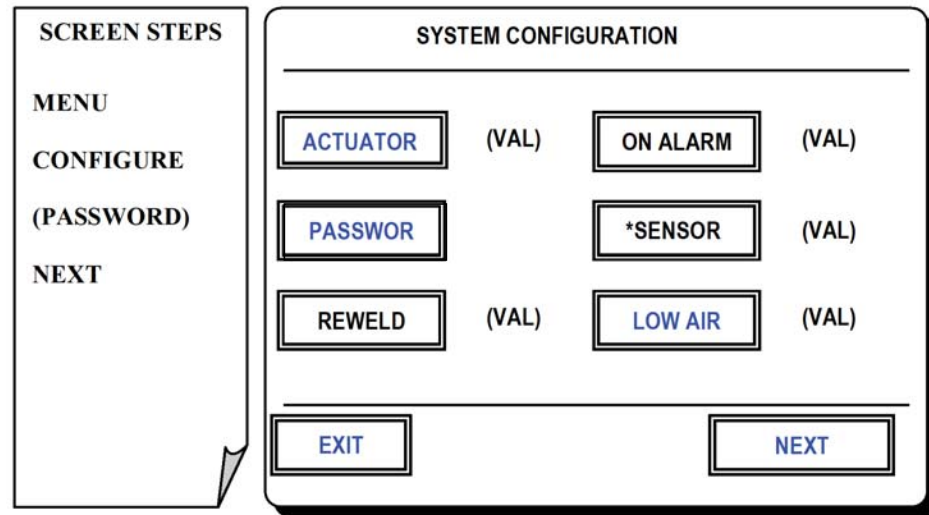 SCREEN STEPS
MENU
CONFIGURE
(PASSWORD)
NEXT
SYSTEM CONFIGURATION
ACTUATOR (VAL) ON ALARM (VAL)
PASSWOR *SENSOR (VAL)
REWELD (VAL) LOW AIR (VAL)
EXIT NEXT